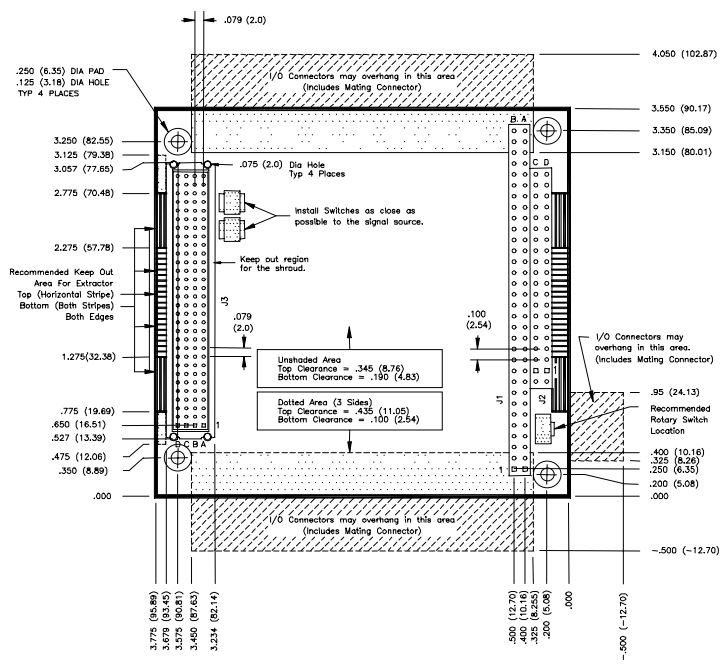 .079 (2.0)
.250 (6.35) DIA PAD
.125 (3.18) DIA HOLE
TYP 4 PLACES
I/O Connectors may overhang in this area
(Includes Mating Connector)
4.050 (102.87)
3.550 (90.17)
3.350 (85.09)
3.150 (80.01)
3.250 (82.55)
3.125 (79.38)
3.057 (77.65)
2.775 (70.48)
2.275 (57.78)
B A
C D
.075 (2.0) Dia Hole
Typ 4 Places
Install Switches as close as
possible to the signal source.
Keep out region
for the shroud.
Recommended Keep Out
Area For Extractor
Top (Horizontal Stripe)
Bottom (Both Stripes)
Both Edges
J3
.079
(2.0)
.100
(2.54)
1.275(32.38)
Unshaded Area
Top Clearance = .345 (8.76)
Bottom Clearance = .190 (4.83)
Dotted Area (3 Sides)
Top Clearance = .435 (11.05)
Bottom Clearance = .100 (2.54)
I/O Connectors may
overhang in this area.
(Includes Mating Connector)
1
J1
J2
.95 (24.13)
Recommended
Rotary Switch
Location
.775 (19.69)
.650 (16.51)
.527 (13.39)
.475 (12.06)
.350 (8.89)
.000
1
D C B A
1
.400 (10.16)
.325 (8.26)
.250 (6.35)
.200 (5.08)
.000
I/O Connectors may overhang in this area
(Includes Mating Connector)
-.500 (-12.70)
3.775 (95.89)
3.679 (93.45)
3.575 (90.81)
3.450 (87.63)
3.234 (82.14)
.500 (12.70)
.400 (10.16)
.325 (8.255)
.200 (5.08)
.000
-.500 (-12.70)